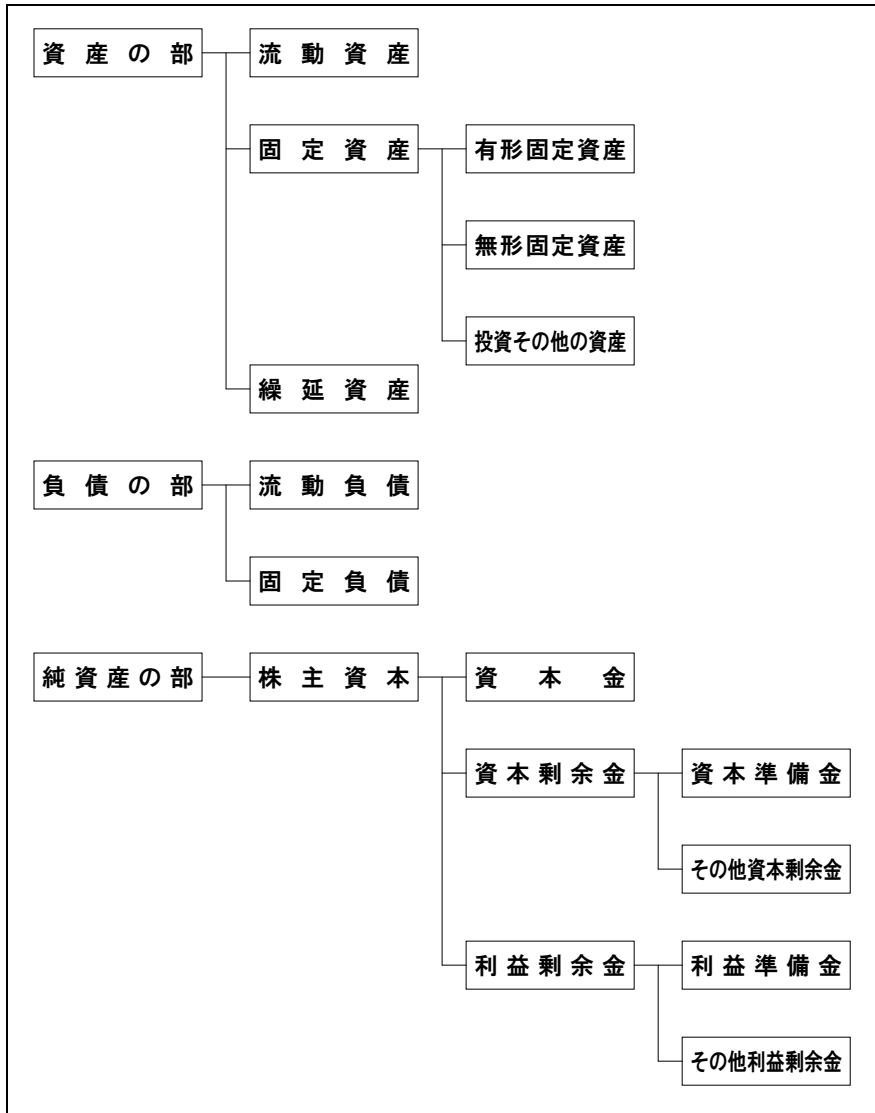 資産の部 流動資産
固定資産 有形固定資産
無形固定資産
投資その他の資産
繰延資産
負債の部 流動負債
固定負債
純資産の部 株主資本 資本金
資本剰余金 資本準備金
その他資本剰余金
利益剰余金 利益準備金
その他利益剰余金